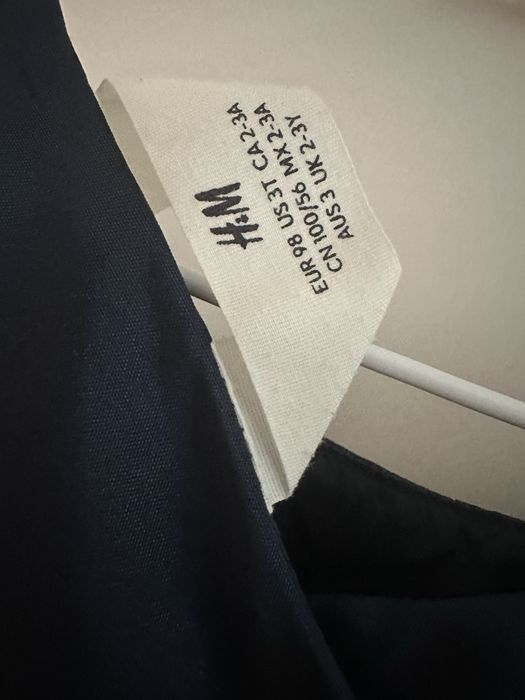 H&M
EUR 98 US 3T CA 2-3A
CN 100/56 MX 2-3A
AUS 3 UK 2-3Y